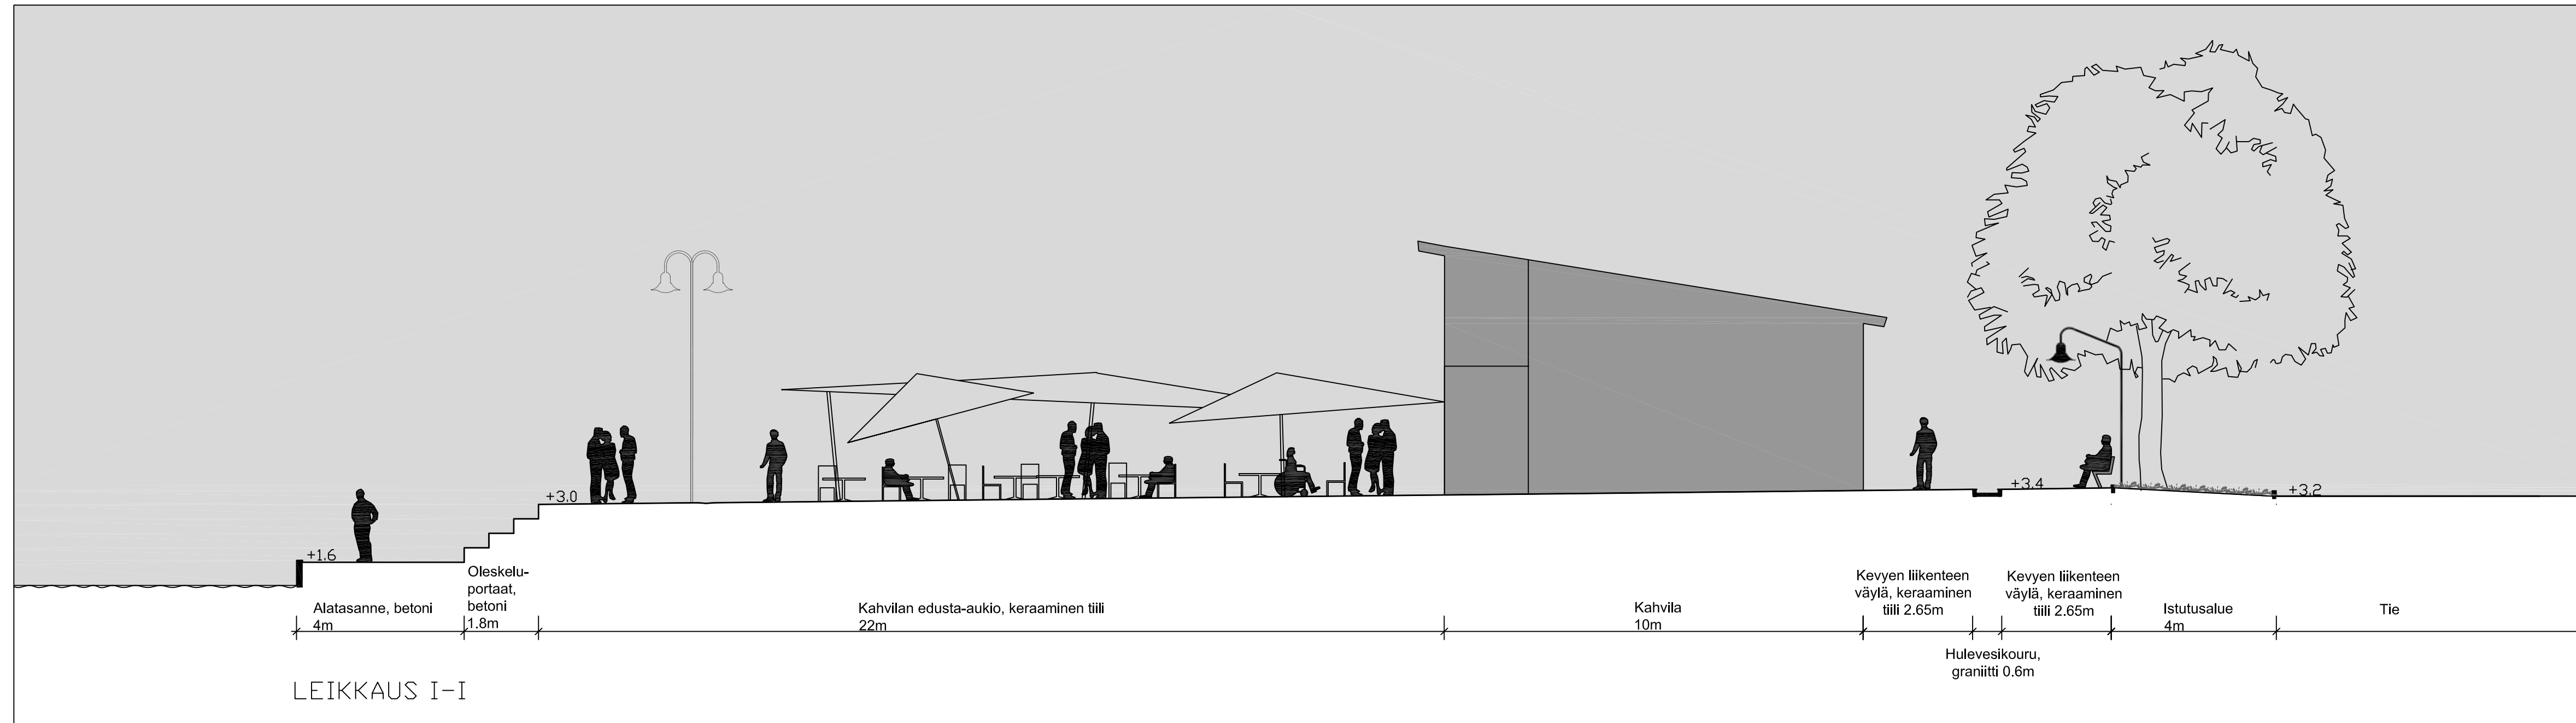 +1.6
+3.0
+3.4
+3.2
Alatasanne, betoni
4m
Oleskelu-
portaat,
betoni
1.8m
Kahvilan edusta-aukio, keraaminen tiili
22m
Kahvila
10m
Kevyen liikenteen
väylä, keraaminen
tiili 2.65m
Hulevesikouru,
graniitti 0.6m
Kevyen liikenteen
väylä, keraaminen
tiili 2.65m
Istutusalue
4m
Tie
LEIKKAUS I-I